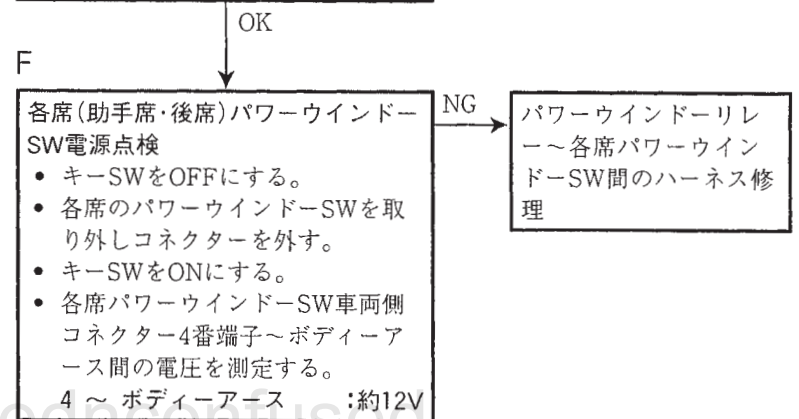 OK
F
各席(助手席·後席)パワーウインドー
SW電源点検
• キーSWをOFFにする。
• 各席のパワーウインドーSWを取
り外しコネクターを外す。
• キーSWをONにする。
• 各席パワーウインドーSW車両側
コネクター4番端子～ボディーア
ース間の電圧を測定する。
4 ～ ボディーアース :約12V
NG
パワーウインドーリレ
ー～各席パワーウイン
ドーSW間のハーネス修
理